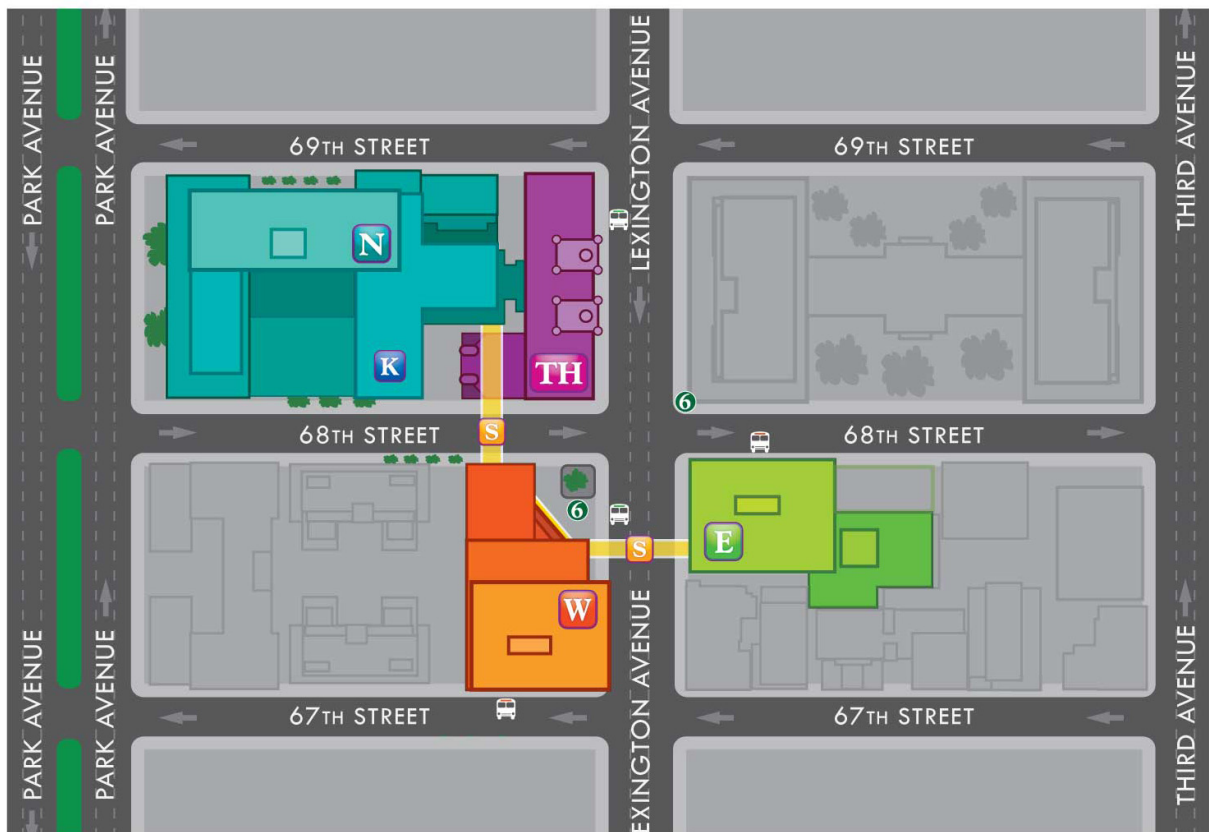 PARK AVENUE
PARK AVENUE
LEXINGTON AVENUE
THIRD AVENUE
69TH STREET
69TH STREET
N
K
TH
6
68TH STREET
S
68TH STREET
6
S
E
W
PARK AVENUE
PARK AVENUE
EXINGTON AVENUE
THIRD AVENUE
67TH STREET
67TH STREET